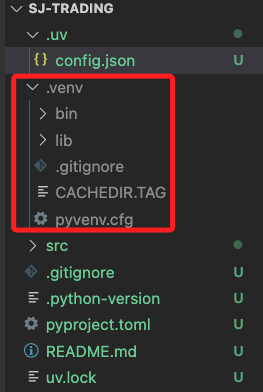 SJ-TRADING
.uv
{} config.json U
.venv
bin
lib
.gitignore
CACHEDIR.TAG
pyvenv.cfg
src
.gitignore U
.python-version U
pyproject.toml U
README.md U
uv.lock U